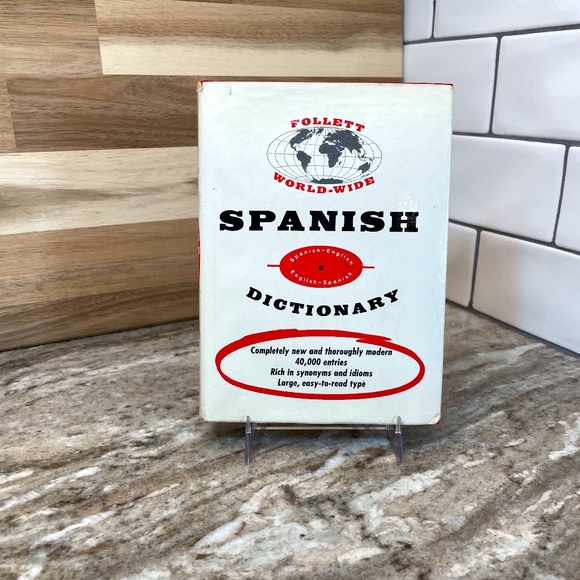 FOLLETT
WORLD-WIDE
SPANISH
Spanish-English
English-Spanish
DICTIONARY
Completely new and thoroughly modern
40,000 entries
Rich in synonyms and idioms
Large, easy-to-read type